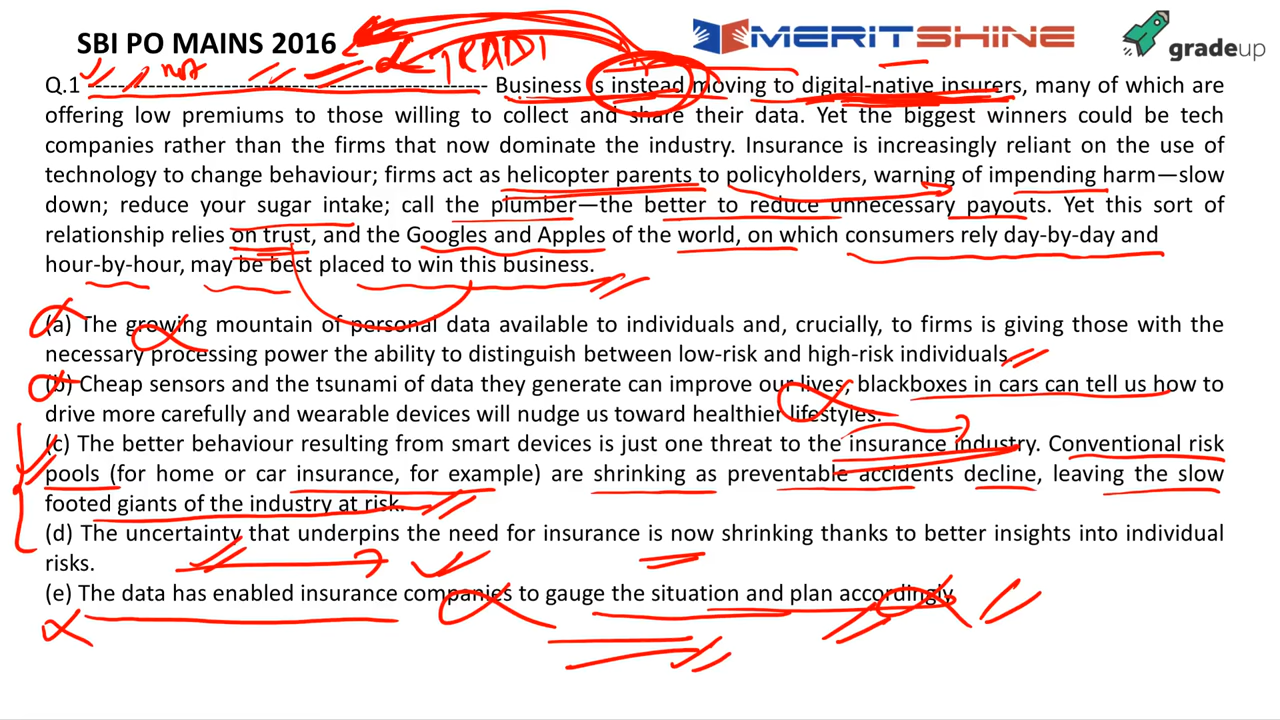 SBI PO MAINS 2016
TRADI
MERITSHINE
gradeup
not
Q.1 -------------------------------------------------- Business is instead moving to digital-native insurers, many of which are
offering low premiums to those willing to collect and share their data. Yet the biggest winners could be tech
companies rather than the firms that now dominate the industry. Insurance is increasingly reliant on the use of
technology to change behaviour; firms act as helicopter parents to policyholders, warning of impending harm—slow
down; reduce your sugar intake; call the plumber—the better to reduce unnecessary payouts. Yet this sort of
relationship relies on trust, and the Googles and Apples of the world, on which consumers rely day-by-day and
hour-by-hour, may be best placed to win this business.
(a) The growing mountain of personal data available to individuals and, crucially, to firms is giving those with the
necessary processing power the ability to distinguish between low-risk and high-risk individuals.
(b) Cheap sensors and the tsunami of data they generate can improve our lives; blackboxes in cars can tell us how to
drive more carefully and wearable devices will nudge us toward healthier lifestyles.
(c) The better behaviour resulting from smart devices is just one threat to the insurance industry. Conventional risk
pools (for home or car insurance, for example) are shrinking as preventable accidents decline, leaving the slow
footed giants of the industry at risk.
(d) The uncertainty that underpins the need for insurance is now shrinking thanks to better insights into individual
risks.
(e) The data has enabled insurance companies to gauge the situation and plan accordingly.